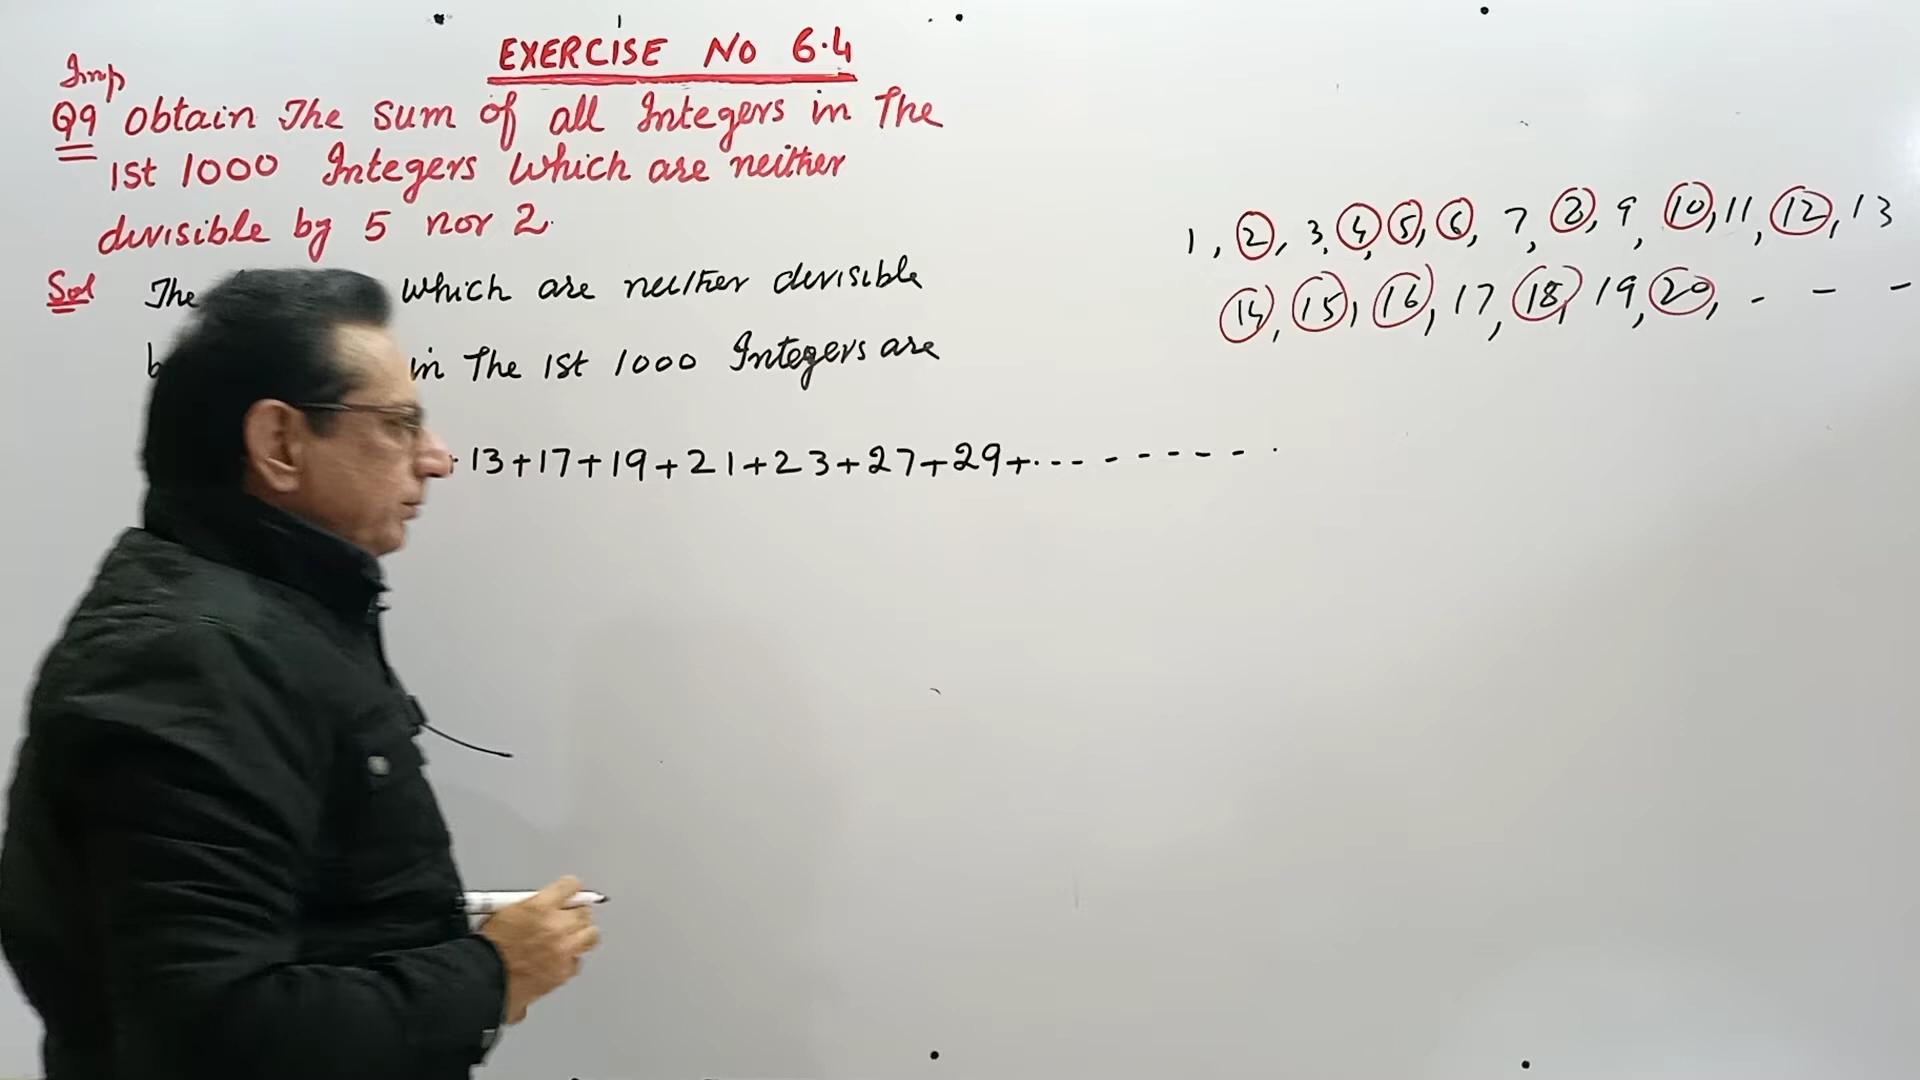 EXERCISE NO 6.4
Imp
Q9 obtain The Sum of all Integers in The
1st 1000 Integers Which are neither
divisible by 5 nor 2.
Sol The which are neither divisible
in The 1st 1000 Integers are
13+17+19+21+23+27+29+---------.
1, 2, 3, 4, 5, 6, 7, 8, 9, 10, 11, 12, 13
14, 15, 16, 17, 18, 19, 20, - - -